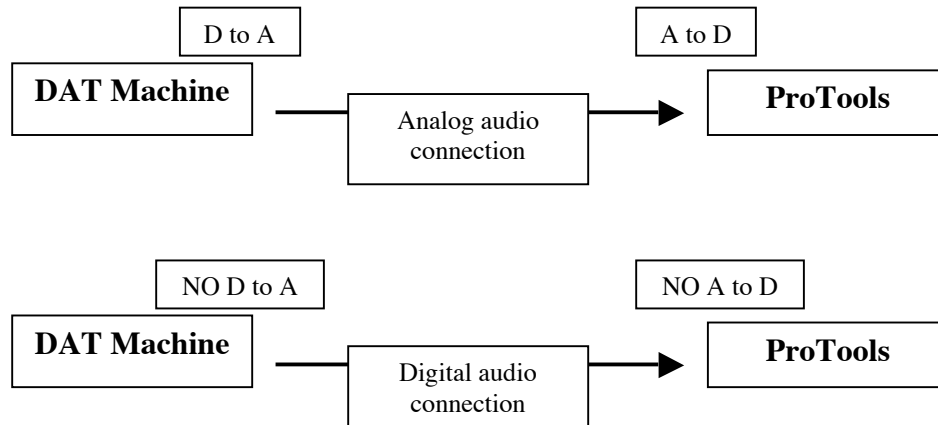 D to A
A to D
DAT Machine
ProTools
Analog audio
connection
NO D to A
NO A to D
DAT Machine
ProTools
Digital audio
connection